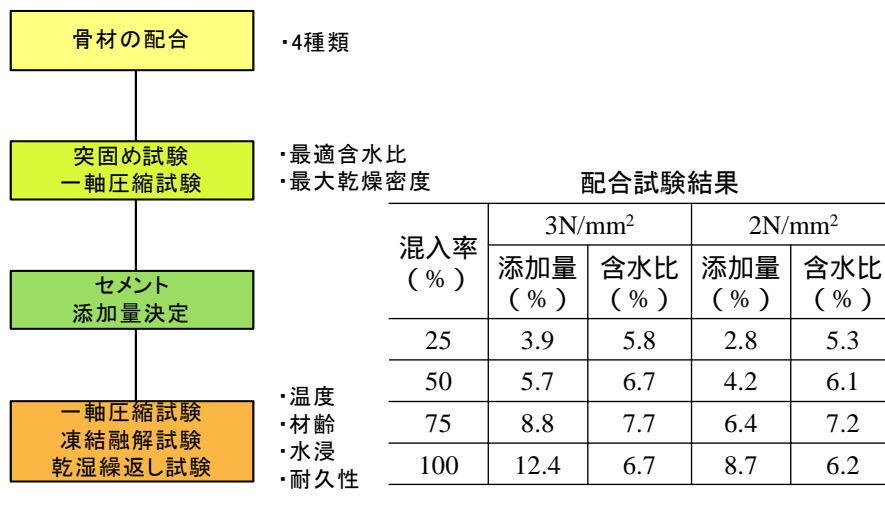 骨材の配合
・4種類
突固め試験
一軸圧縮試験
・最適含水比
・最大乾燥密度
セメント
添加量決定
一軸圧縮試験
凍結融解試験
乾湿繰返し試験
・温度
・材齢
・水浸
・耐久性
配合試験結果
混入率
（%）
3N/mm²
2N/mm²
添加量
（%）
含水比
（%）
添加量
（%）
含水比
（%）
25 3.9 5.8 2.8 5.3
50 5.7 6.7 4.2 6.1
75 8.8 7.7 6.4 7.2
100 12.4 6.7 8.7 6.2